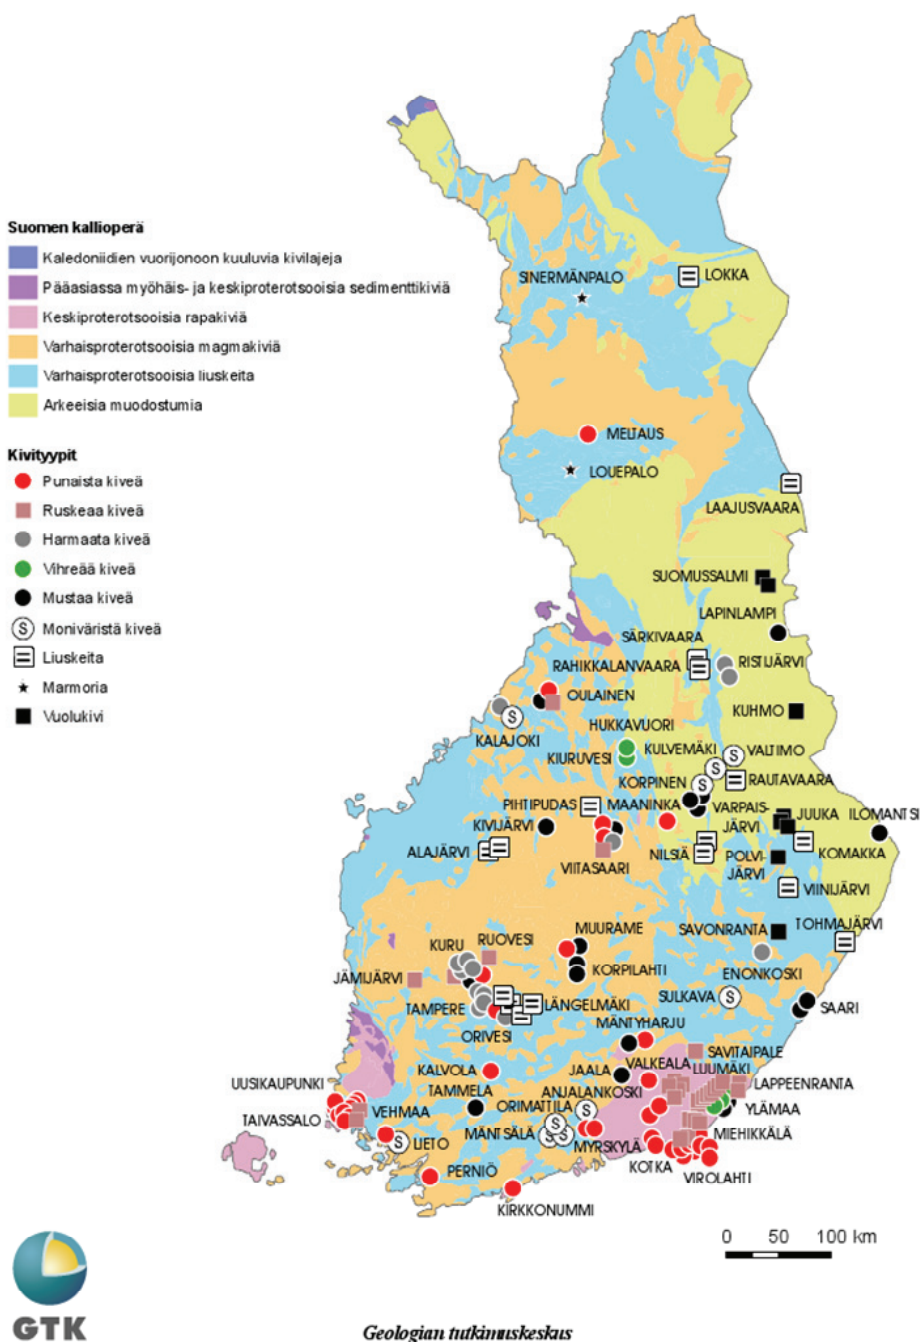 Suomen kallioperä
Kaledoniidien vuorijonoon kuuluvia kivilajeja
Pääasiassa myöhäis- ja keskiproterotsooisia sedimenttikiviä
Keskiproterotsooisia rapakiviä
Varhaisproterotsooisia magmakiviä
Varhaisproterotsooisia liuskeita
Arkeeisia muodostumia
Kivityypit
Punaista kiveä
Ruskeaa kiveä
Harmaata kiveä
Vihreää kiveä
Mustaa kiveä
S Moniväristä kiveä
Liuskeita
Marmoria
Vuolukivi
SINERMÄNPALO
LOKKA
MELTAUS
LOUEPALO
LAAJUSVAARA
SUOMUSSALMI
LAPINLAMPI
SÄRKIVAARA
RAHIKKALANVAARA
RISTIJÄRVI
OULAINEN
KUHMO
HUKKAVUORI
S
KALAJOKI
KULVEMÄKI
S
VALTIMO
KIURUVESI
S
KORPINEN
S
RAUTAVAARA
PIHTIPUDAS
MAANINKA
VARPAIS-
JÄRVI
JUUKA
ILOMANTSI
KIVIJÄRVI
ALAJÄRVI
VIITASAARI
NILSIÄ
POLVI-
JÄRVI
KOMAKKA
VIINIJÄRVI
MUURAME
SAVONRANTA
TOHMAJÄRVI
KURU
RUOVESI
JÄMIJÄRVI
KORPILAHTI
ENONKOSKI
TAMPERE
LÄNGELMÄKI
SULKAVA
S
SAARI
ORIVESI
MÄNTYHARJU
VALKEALA
SAVITAIPALE
LUUMÄKI
KALVOLA
JAALA
LAPPEENRANTA
UUSIKAUPUNKI
TAMMELA
ANJALANKOSKI
TAIVASSALO
VEHMAA
ORIMATTILA
S
YLÄMAA
S
LIETO
S
MÄNTSÄLÄ
S
S
MYRSKYLÄ
MIEHIKKÄLÄ
KOTKA
VIROLAHTI
PERNIÖ
KIRKKONUMMI
0 50 100 km
GTK
Geologian tutkimuskeskus